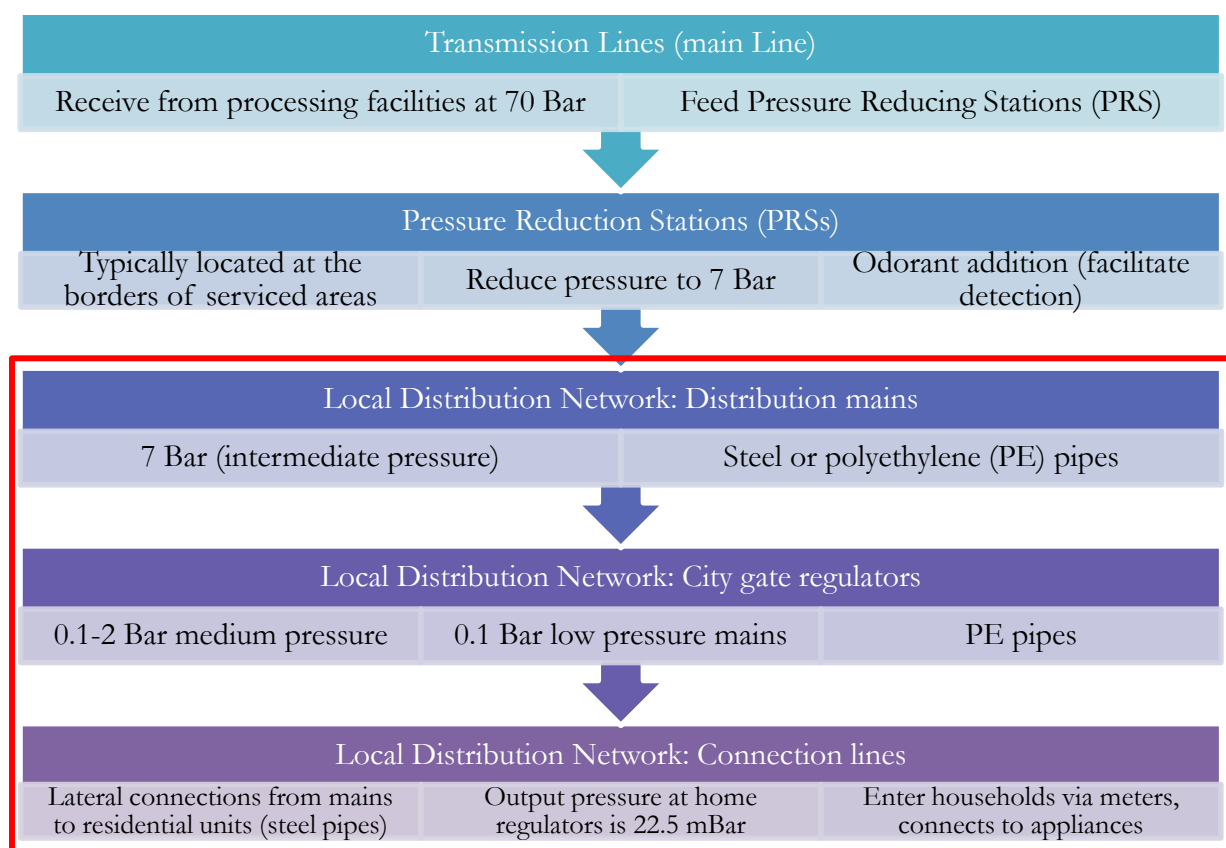 Transmission Lines (main Line)
Receive from processing facilities at 70 Bar
Feed Pressure Reducing Stations (PRS)
Pressure Reduction Stations (PRSs)
Typically located at the
borders of serviced areas
Reduce pressure to 7 Bar
Odorant addition (facilitate
detection)
Local Distribution Network: Distribution mains
7 Bar (intermediate pressure)
Steel or polyethylene (PE) pipes
Local Distribution Network: City gate regulators
0.1-2 Bar medium pressure
0.1 Bar low pressure mains
PE pipes
Local Distribution Network: Connection lines
Lateral connections from mains
to residential units (steel pipes)
Output pressure at home
regulators is 22.5 mBar
Enter households via meters,
connects to appliances